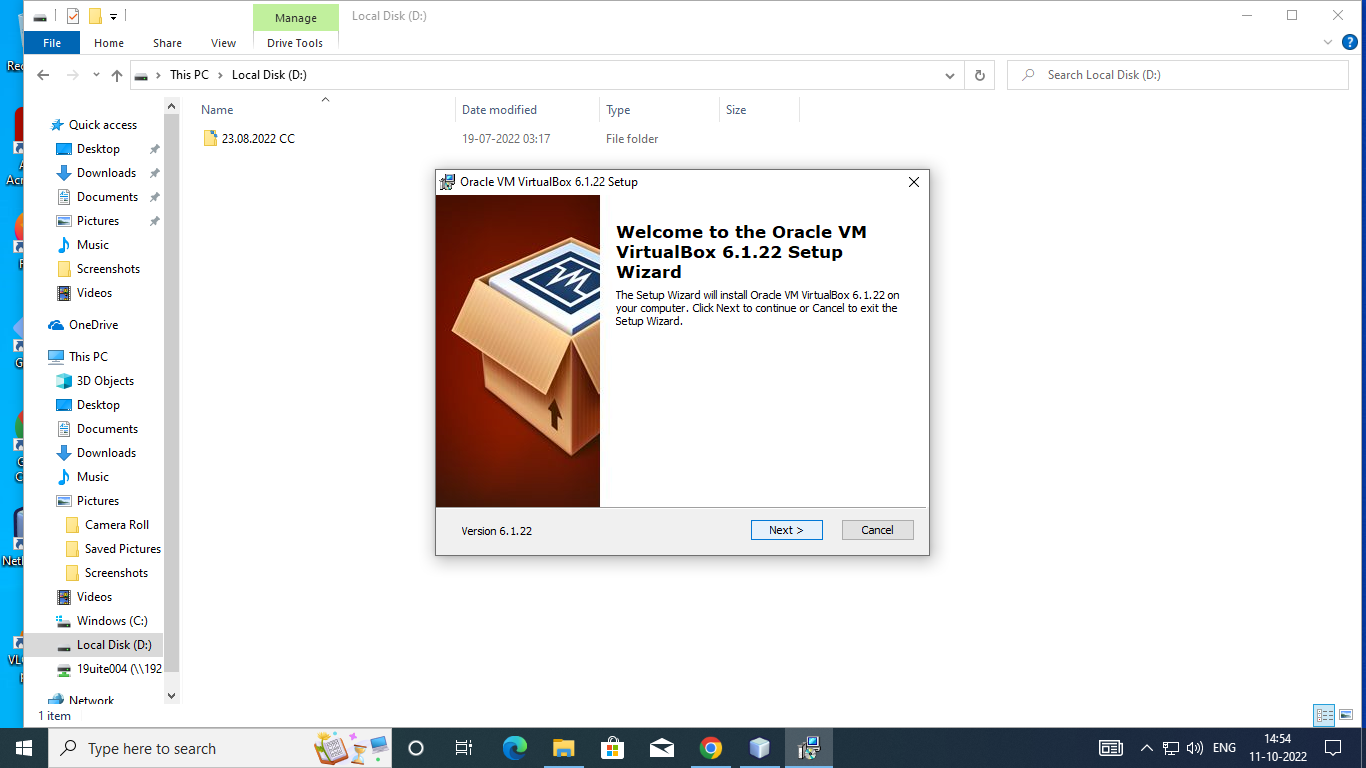 Manage
Local Disk (D:)
File
Home
Share
View
Drive Tools
This PC
Local Disk (D:)
Search Local Disk (D:)
Name
Date modified
Type
Size
23.08.2022 CC
19-07-2022 03:17
File folder
Quick access
Desktop
Downloads
Documents
Pictures
Music
Screenshots
Videos
OneDrive
This PC
3D Objects
Desktop
Documents
Downloads
Music
Pictures
Camera Roll
Saved Pictures
Screenshots
Videos
Windows (C:)
Local Disk (D:)
19uite004 (\\192
Network
1 item
Oracle VM VirtualBox 6.1.22 Setup
Welcome to the Oracle VM
VirtualBox 6.1.22 Setup
Wizard
The Setup Wizard will install Oracle VM VirtualBox 6.1.22 on
your computer. Click Next to continue or Cancel to exit the
Setup Wizard.
Version 6.1.22
Next >
Cancel
Type here to search
ENG
14:54
11-10-2022